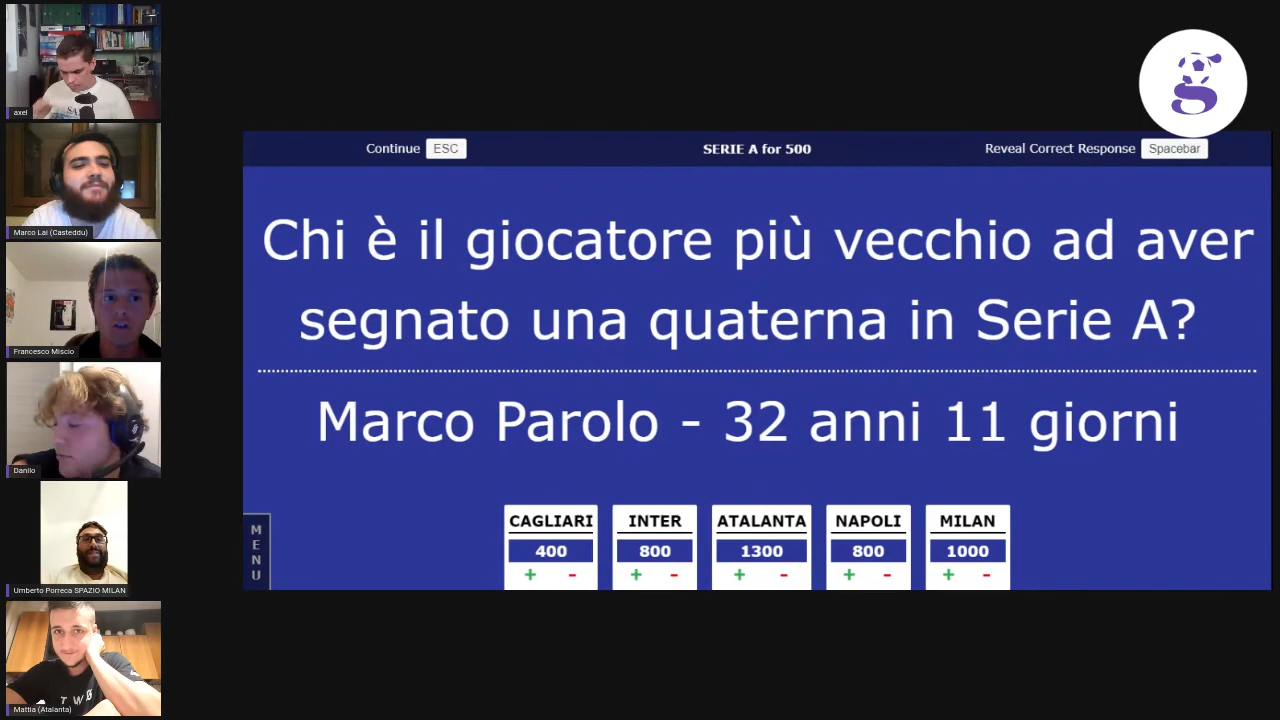 axel
Marco Lai (Casteddu)
Francesco Miscio
Danilo
Umberto Porreca SPAZIO MILAN
Mattia (Atalanta)
g
Continue ESC
SERIE A for 500
Reveal Correct Response Spacebar
Chi è il giocatore più vecchio ad aver
segnato una quaterna in Serie A?
Marco Parolo - 32 anni 11 giorni
MENU
CAGLIARI INTER ATALANTA NAPOLI MILAN
400 800 1300 800 1000
+ - + - + - + - + -